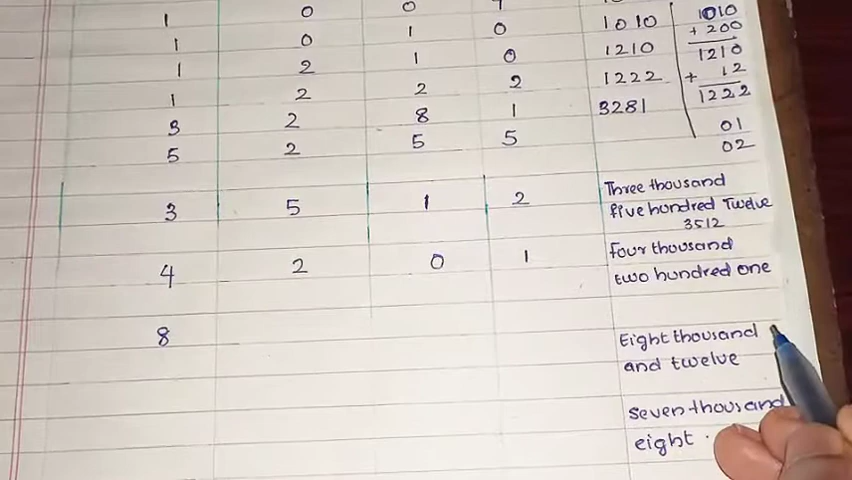 1 0 0
1 0 1 0 1010 1010
+ 200
1 2 1 0 1210 1210
1 2 2 2 1222 + 12
3 2 8 1 3281 1222
5 2 5 5 01
02
3 5 1 2 Three thousand
five hundred Twelve
3512
4 2 0 1 four thousand
two hundred one
8 Eight thousand
and twelve
seven thousand
eight .